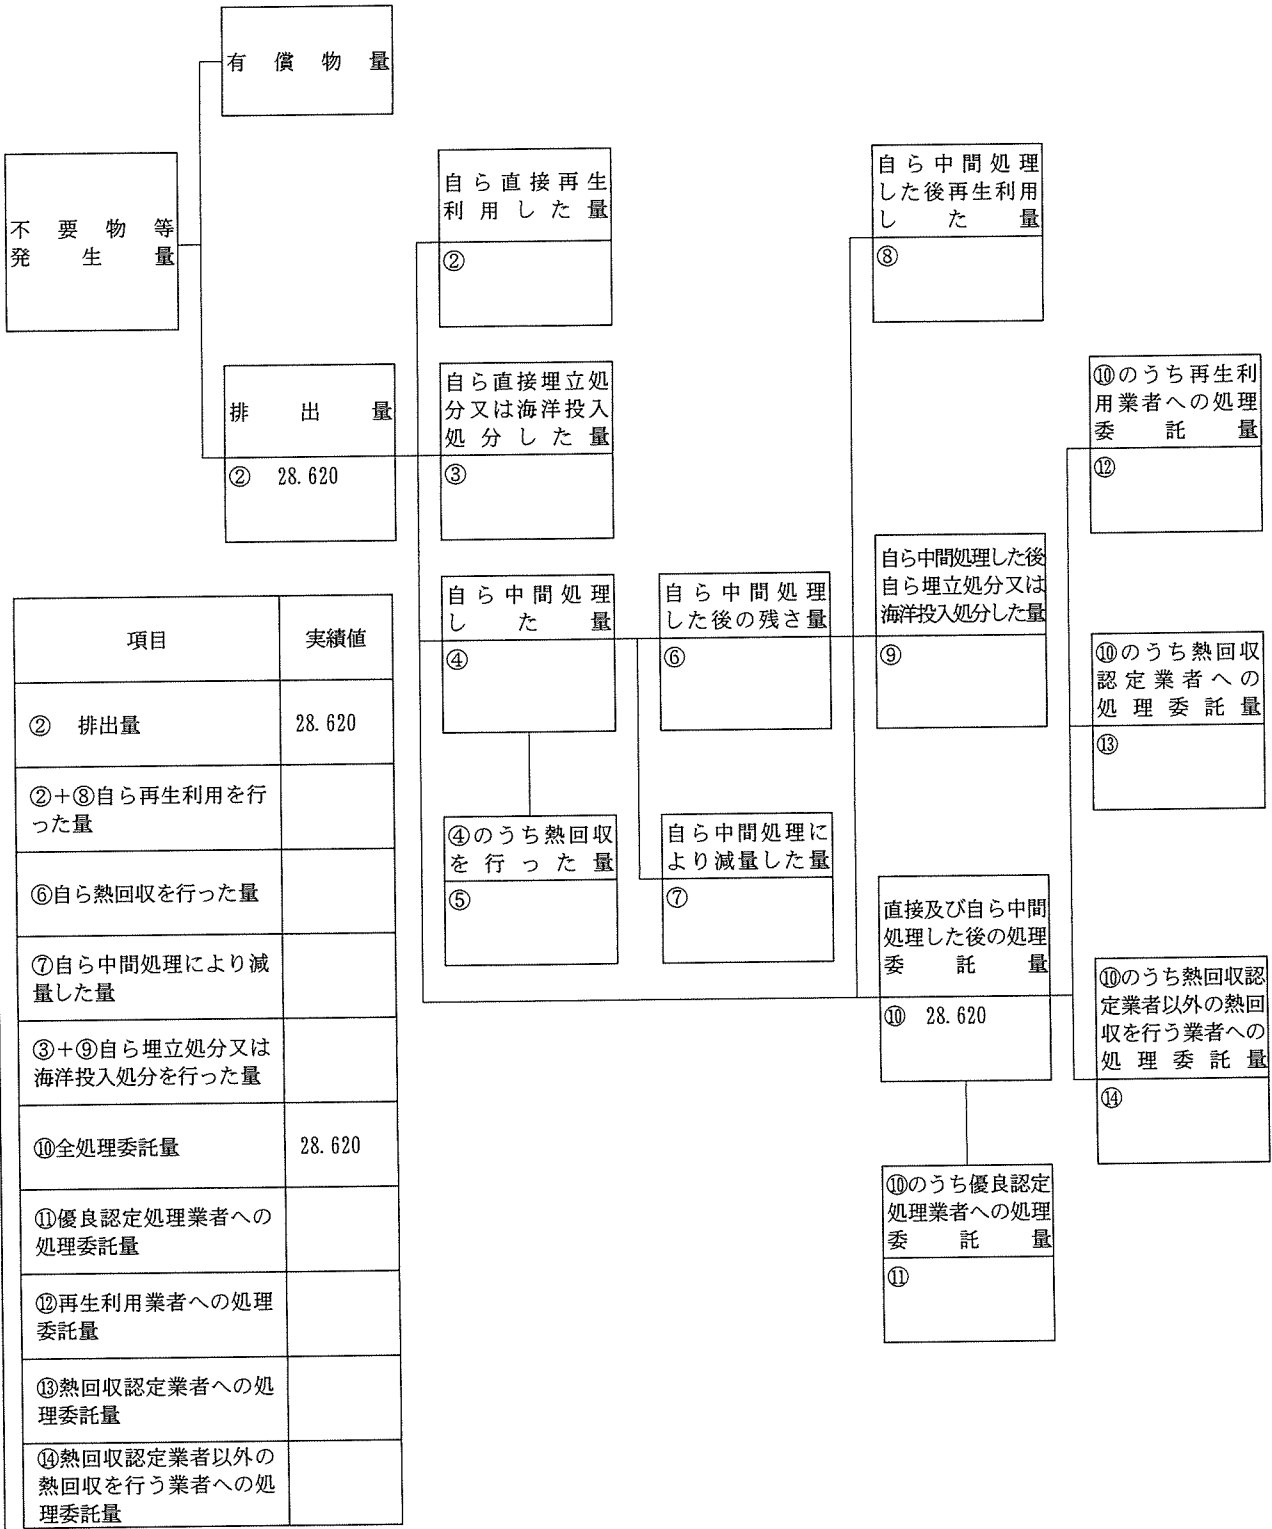 有償物量
不要物等
発生量
排出量
② 28.620
自ら直接再生
利用した量
②
自ら直接埋立処
分又は海洋投入
処分した量
③
自ら中間処理
した量
④
④のうち熱回収
を行った量
⑤
自ら中間処理
した後の残さ量
⑥
自ら中間処理に
より減量した量
⑦
自ら中間処理
した後再生利用
した量
⑧
自ら中間処理した後
自ら埋立処分又は
海洋投入処分した量
⑨
直接及び自ら中間
処理した後の処理
委託量
⑩ 28.620
⑩のうち優良認定
処理業者への処理
委託量
⑪
⑩のうち再生利
用業者への処理
委託量
⑫
⑩のうち熱回収
認定業者への
処理委託量
⑬
⑩のうち熱回収認
定業者以外の熱回
収を行う業者への
処理委託量
⑭
項目 実績値
② 排出量 28.620
②+⑧自ら再生利用を行
った量
⑥自ら熱回収を行った量
⑦自ら中間処理により減
量した量
③+⑨自ら埋立処分又は
海洋投入処分を行った量
⑩全処理委託量 28.620
⑪優良認定処理業者への
処理委託量
⑫再生利用業者への処理
委託量
⑬熱回収認定業者への処
理委託量
⑭熱回収認定業者以外の
熱回収を行う業者への処
理委託量